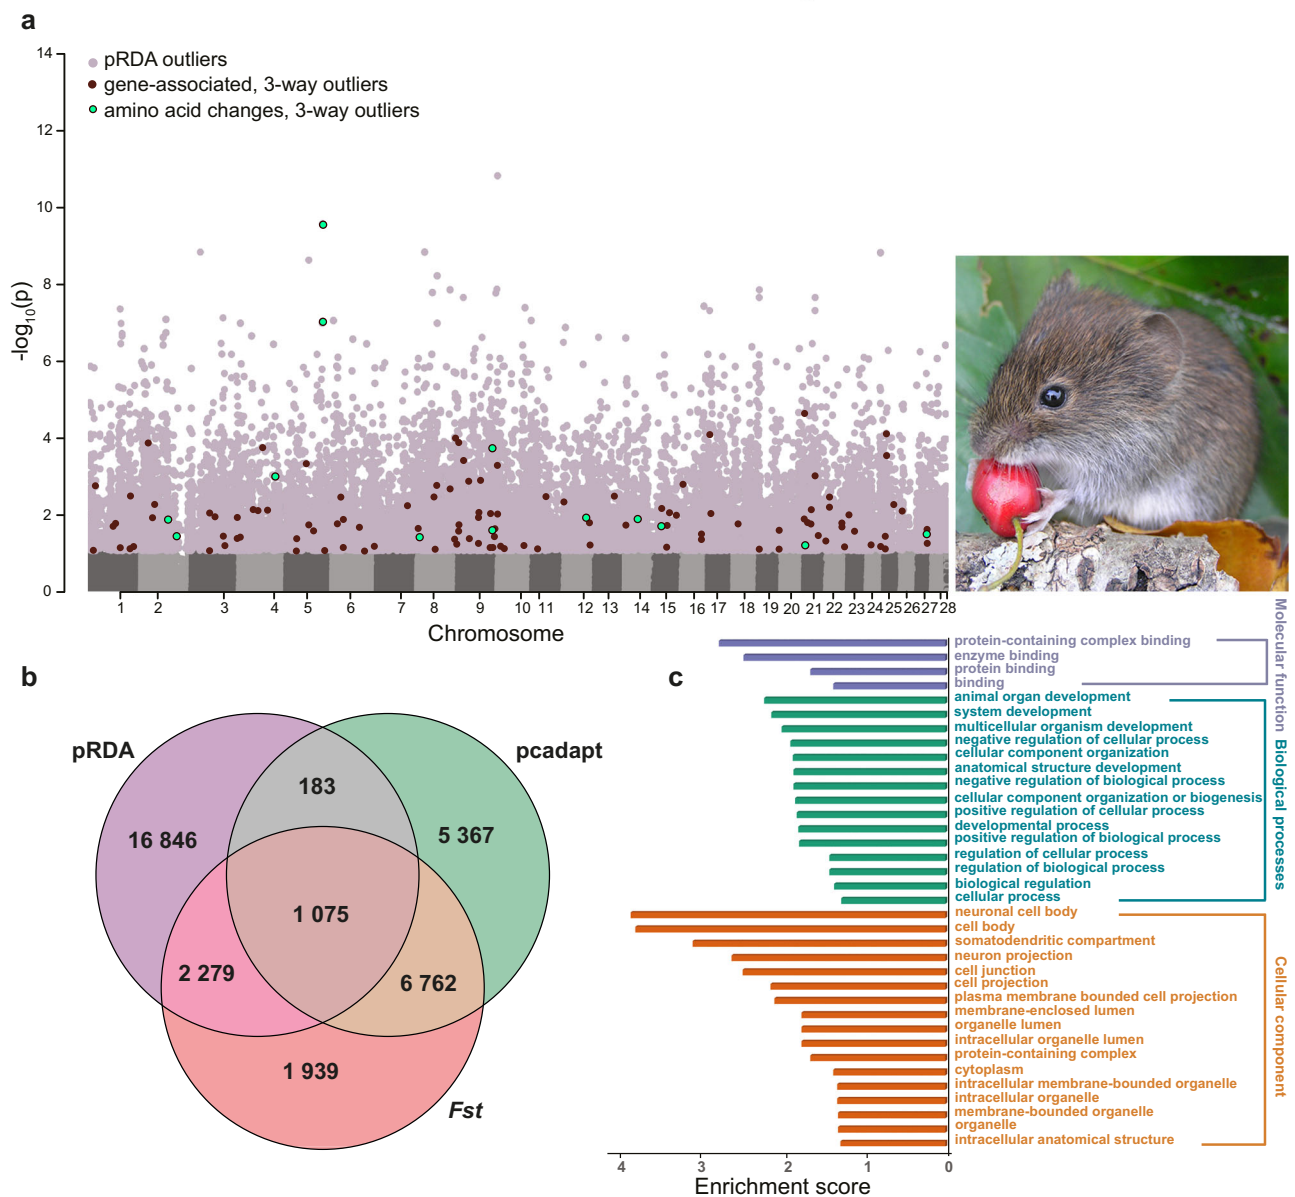 a
14
12
10
8
6
4
2
0
-log10(p)
pRDA outliers
gene-associated, 3-way outliers
amino acid changes, 3-way outliers
1 2 3 4 5 6 7 8 9 10 11 12 13 14 15 16 17 18 19 20 21 22 23 24 25 26 27 28
Chromosome
b
pRDA
pcadapt
183
16 846
5 367
1 075
2 279
6 762
1 939
Fst
c
protein-containing complex binding
enzyme binding
protein binding
binding
Molecular function
animal organ development
system development
multicellular organism development
negative regulation of cellular process
cellular component organization
anatomical structure development
negative regulation of biological process
cellular component organization or biogenesis
positive regulation of cellular process
developmental process
positive regulation of biological process
regulation of cellular process
regulation of biological process
biological regulation
cellular process
Biological processes
neuronal cell body
cell body
somatodendritic compartment
neuron projection
cell junction
cell projection
plasma membrane bounded cell projection
membrane-enclosed lumen
organelle lumen
intracellular organelle lumen
protein-containing complex
cytoplasm
intracellular membrane-bounded organelle
intracellular organelle
membrane-bounded organelle
organelle
intracellular anatomical structure
Cellular component
4 3 2 1 0
Enrichment score